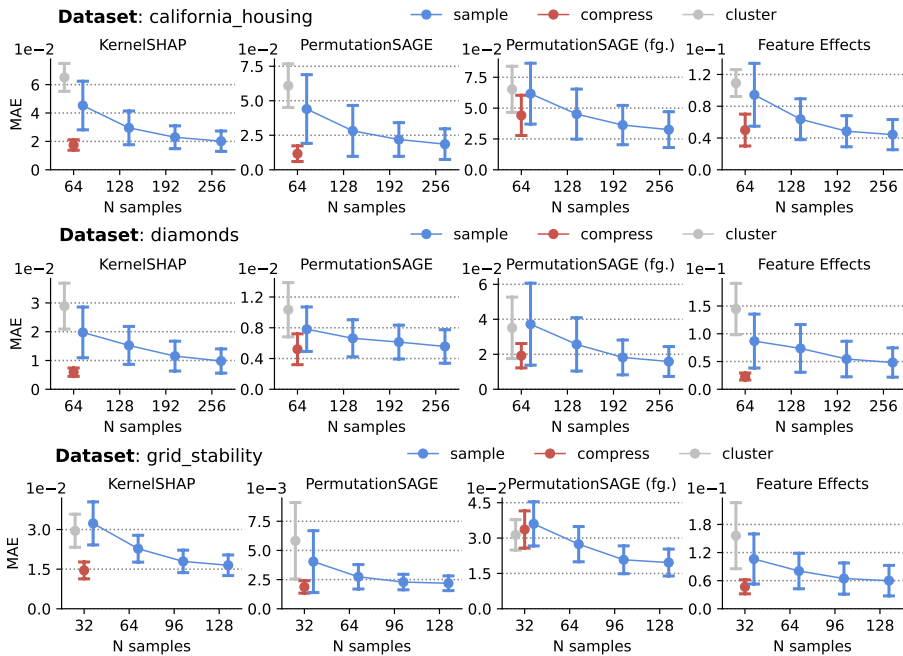 Dataset: california_housing sample compress cluster
KernelSHAP PermutationSAGE PermutationSAGE (fg.) Feature Effects
1e−2 1e−2 1e−2 1e−1
MAE
6 4 2 0
7.5 5.0 2.5 0.0
7.5 5.0 2.5 0.0
1.2 0.8 0.4 0.0
64 128 192 256 64 128 192 256 64 128 192 256 64 128 192 256
N samples N samples N samples N samples
Dataset: diamonds sample compress cluster
KernelSHAP PermutationSAGE PermutationSAGE (fg.) Feature Effects
1e−2 1e−2 1e−2 1e−1
MAE
3 2 1 0
1.2 0.8 0.4 0.0
6 4 2 0
1.5 1.0 0.5 0.0
64 128 192 256 64 128 192 256 64 128 192 256 64 128 192 256
N samples N samples N samples N samples
Dataset: grid_stability sample compress cluster
KernelSHAP PermutationSAGE PermutationSAGE (fg.) Feature Effects
1e−2 1e−3 1e−2 1e−1
MAE
3.0 1.5 0.0
7.5 5.0 2.5 0.0
4.5 3.0 1.5 0.0
1.8 1.2 0.6 0.0
32 64 96 128 32 64 96 128 32 64 96 128 32 64 96 128
N samples N samples N samples N samples